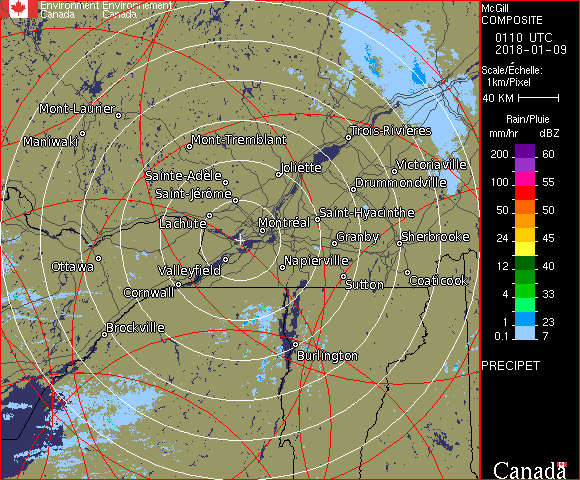 Environment Environnement
Canada Canada
McGill
COMPOSITE
0110 UTC
2018-01-09
Scale/Échelle:
1km/Pixel
40 KM
Rain/Pluie
mm/hr dBZ
200 60
100 57
100 55
50 50
24 45
12 40
4 33
1 23
0.1 7
PRECIPET
Canada
Mont-Laurier
Maniwaki
Mont-Tremblant
Trois-Rivières
Sainte-Adèle
Joliette
Victoriaville
Saint-Jérôme
Drummondville
Lachute
Montréal
Saint-Hyacinthe
Granby
Sherbrooke
Ottawa
Valleyfield
Napierville
Cornwall
Sutton
Coaticook
Brockville
Burlington